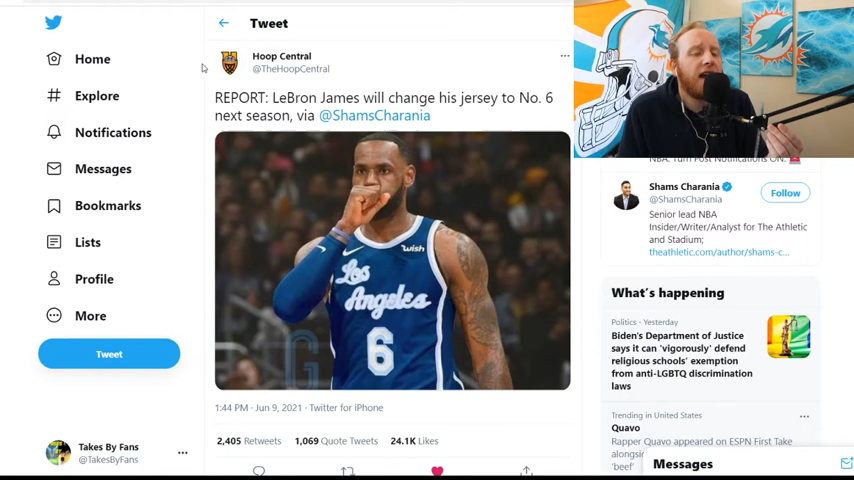 Home
Explore
Notifications
Messages
Bookmarks
Lists
Profile
More
Tweet
Takes By Fans
@TakesByFans
Tweet
Hoop Central
@TheHoopCentral
REPORT: LeBron James will change his jersey to No. 6
next season, via @ShamsCharania
wish
Los
Angeles
6
1:44 PM · Jun 9, 2021 · Twitter for iPhone
2,405 Retweets 1,069 Quote Tweets 24.1K Likes
NBA. Turn Post Notifications ON.
Shams Charania
@ShamsCharania
Follow
Senior lead NBA
Insider/Writer/Analyst for The Athletic
and Stadium;
theathletic.com/author/shams-c...
What's happening
Politics · Yesterday
Biden's Department of Justice
says it can 'vigorously' defend
religious schools' exemption
from anti-LGBTQ discrimination
laws
Trending in United States
Quavo
Rapper Quavo appeared on ESPN First Take
'beef'
Messages